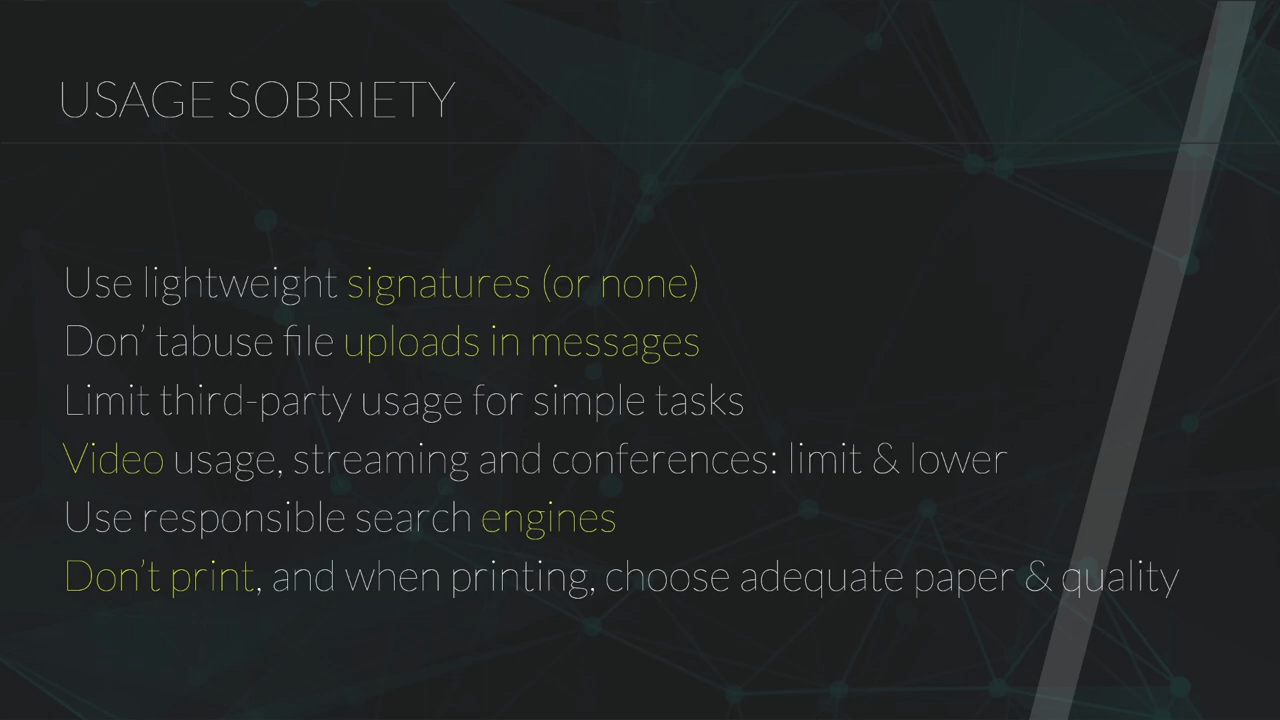 USAGE SOBRIETY
Use lightweight signatures (or none)
Don’ tabuse file uploads in messages
Limit third-party usage for simple tasks
Video usage, streaming and conferences: limit & lower
Use responsible search engines
Don’t print, and when printing, choose adequate paper & quality